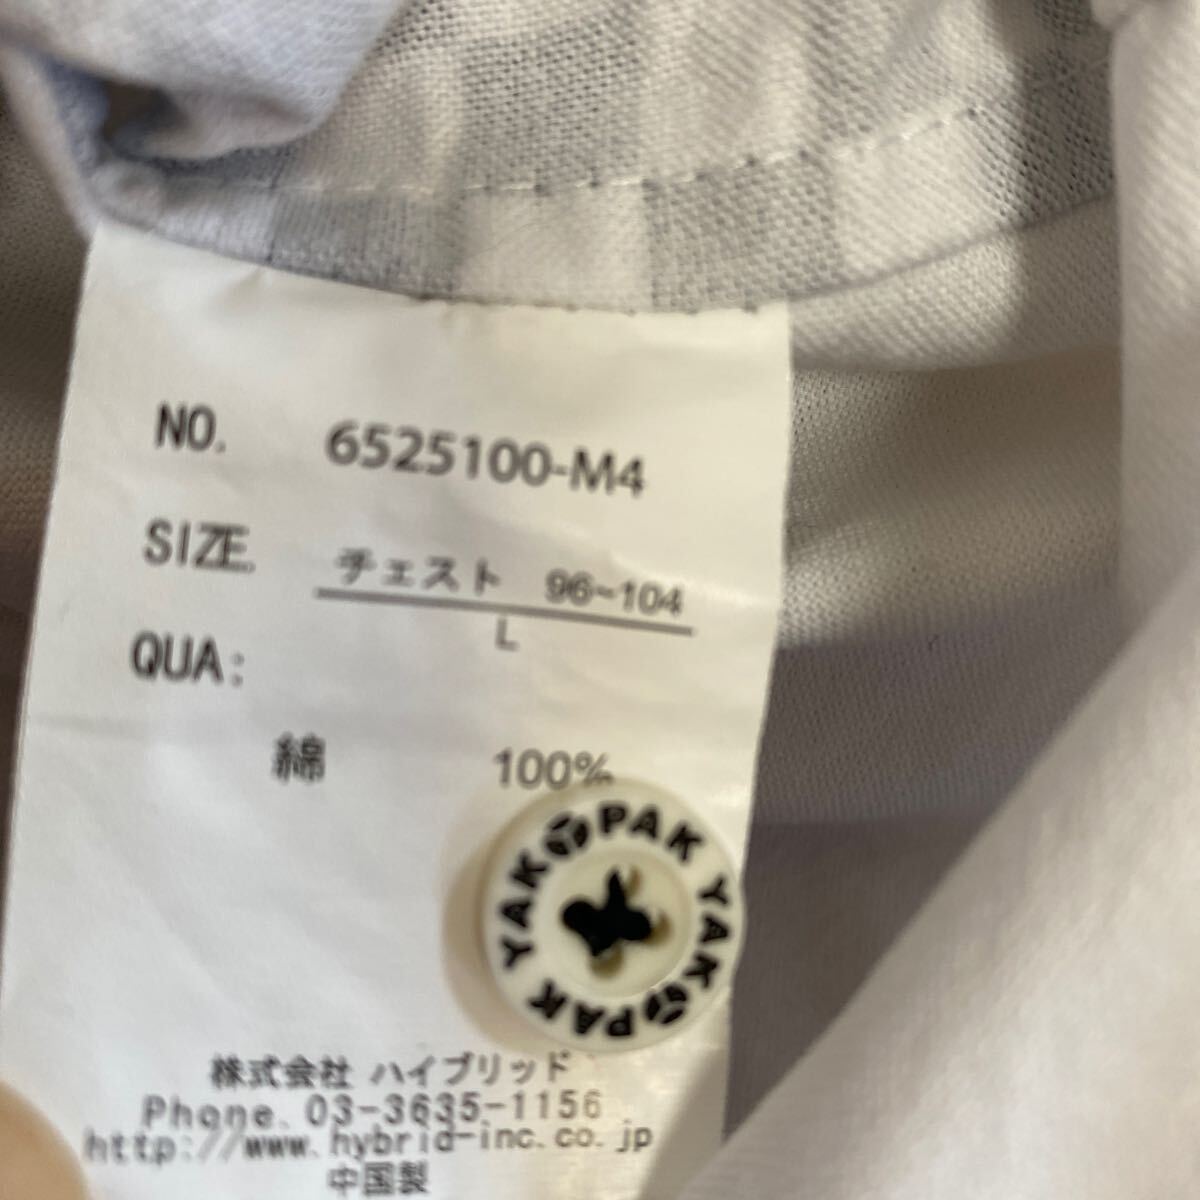 NO. 6525100-M4
SIZE. チェスト 96~104
L
QUA:
綿 100%
YAK PAK YAK PAK
株式会社 ハイブリッド
Phone. 03-3635-1156
http://www.hybrid-inc.co.jp
中国製